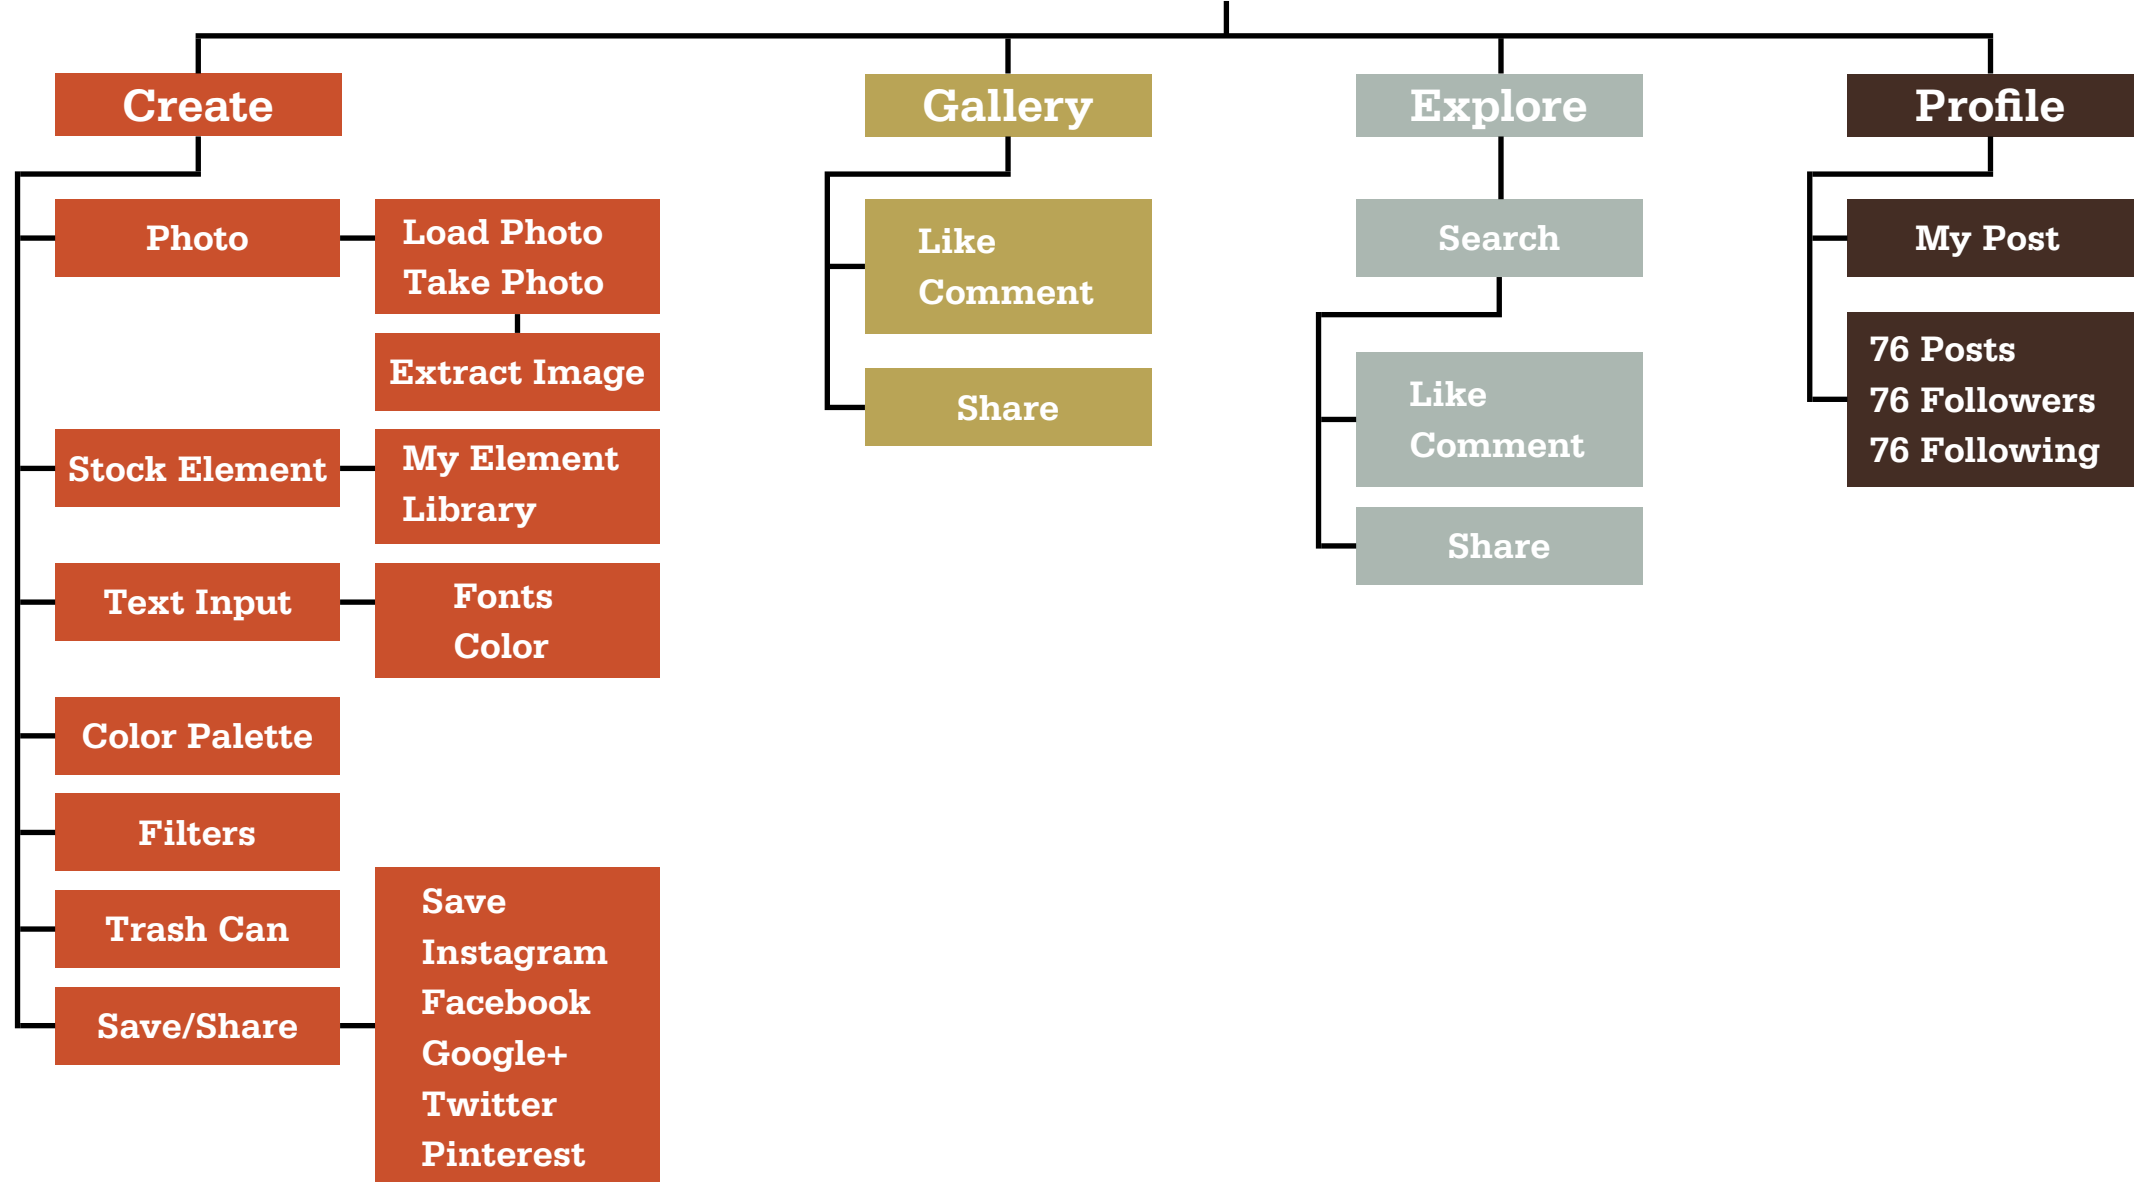 Create
Photo
Load Photo
Take Photo
Extract Image
Stock Element
My Element
Library
Text Input
Fonts
Color
Color Palette
Filters
Trash Can
Save/Share
Save
Instagram
Facebook
Google+
Twitter
Pinterest
Gallery
Like
Comment
Share
Explore
Search
Like
Comment
Share
Profile
My Post
76 Posts
76 Followers
76 Following